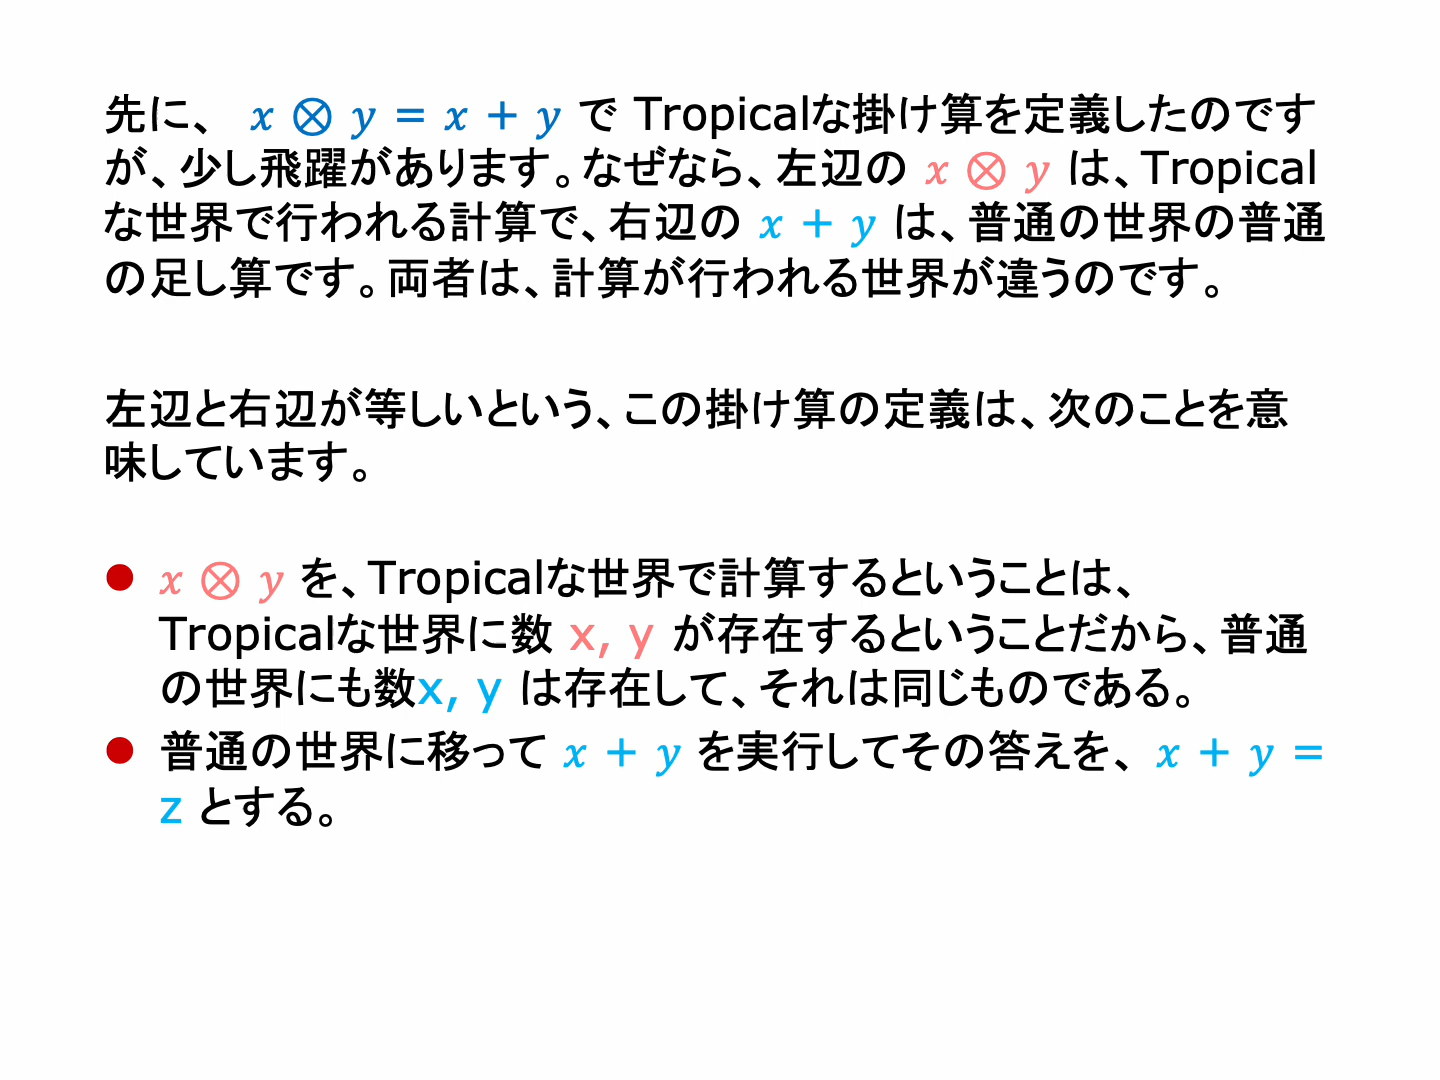 先に、 x ⊗ y = x + y で Tropicalな掛け算を定義したのです
が、少し飛躍があります。なぜなら、左辺の x ⊗ y は、Tropical
な世界で行われる計算で、右辺の x + y は、普通の世界の普通
の足し算です。両者は、計算が行われる世界が違うのです。
左辺と右辺が等しいという、この掛け算の定義は、次のことを意
味しています。
● x ⊗ y を、Tropicalな世界で計算するということは、
Tropicalな世界に数 x, y が存在するということだから、普通
の世界にも数x, y は存在して、それは同じものである。
● 普通の世界に移って x + y を実行してその答えを、 x + y =
z とする。